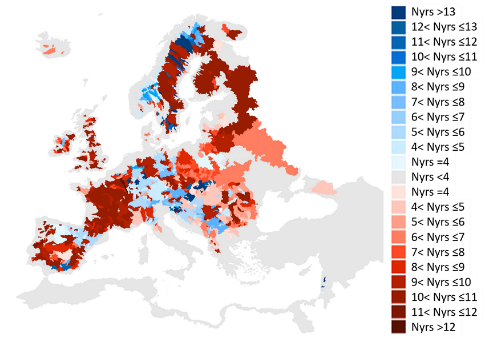 Nyrs >13
12< Nyrs ≤13
11< Nyrs ≤12
10< Nyrs ≤11
9< Nyrs ≤10
8< Nyrs ≤9
7< Nyrs ≤8
6< Nyrs ≤7
5< Nyrs ≤6
4< Nyrs ≤5
Nyrs =4
Nyrs <4
Nyrs =4
4< Nyrs ≤5
5< Nyrs ≤6
6< Nyrs ≤7
7< Nyrs ≤8
8< Nyrs ≤9
9< Nyrs ≤10
10< Nyrs ≤11
11< Nyrs ≤12
Nyrs >12